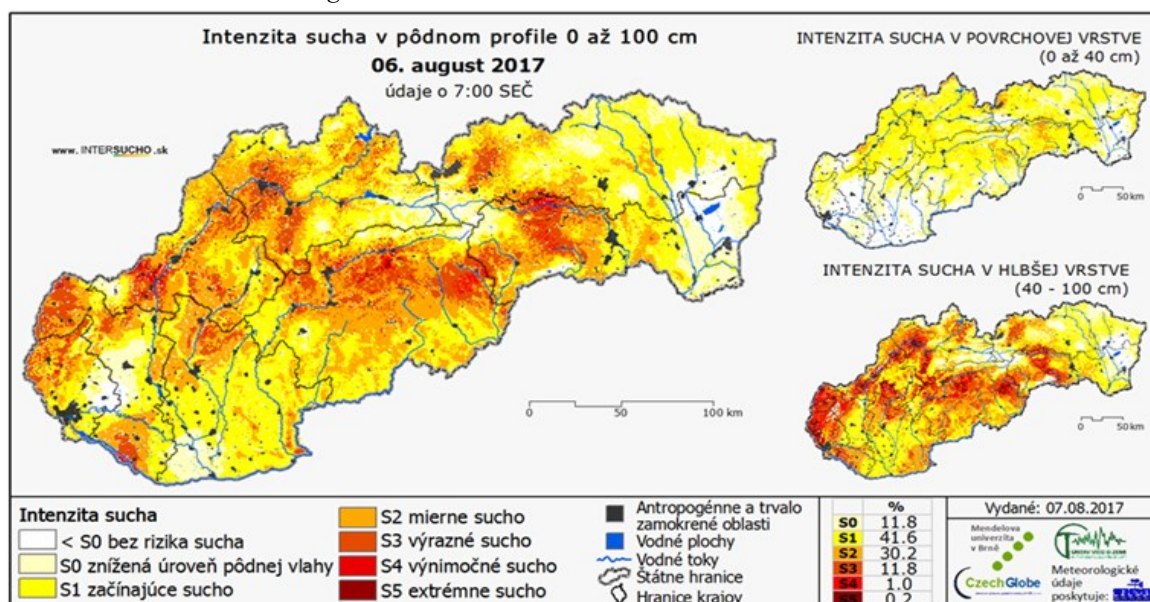 Intenzita sucha v pôdnom profile 0 až 100 cm
06. august 2017
údaje o 7:00 SEČ
www.INTERSUCHO.sk
0 50 100 km
INTENZITA SUCHA V POVRCHOVEJ VRSTVE
(0 až 40 cm)
0 50 km
INTENZITA SUCHA V HLBŠEJ VRSTVE
(40 - 100 cm)
0 50 km
Intenzita sucha
< S0 bez rizika sucha
S0 znížená úroveň pôdnej vlahy
S1 začínajúce sucho
S2 mierne sucho
S3 výrazné sucho
S4 výnimočné sucho
S5 extrémne sucho
Antropogénne a trvalo
zamokrené oblasti
Vodné plochy
Vodné toky
Štátne hranice
Hranice krajov
%
S0 11.8
S1 41.6
S2 30.2
S3 11.8
S4 1.0
S5 0.2
Vydané: 07.08.2017
Mendelova
univerzita
v Brně
CzechGlobe
Meteorologické
údaje
poskytuje: